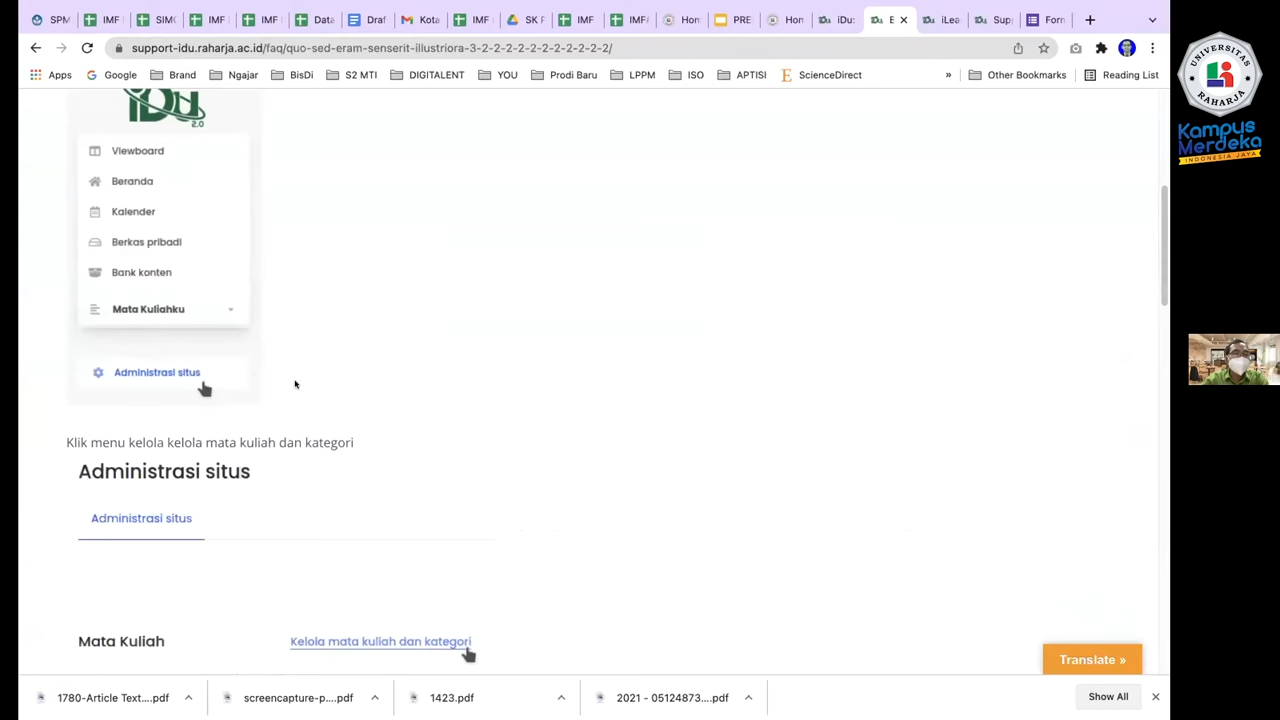 SPM
IMF
SIMO
IMF
IMF
Data
Draf
Kota
IMF
SK P
IMF
IMF
Hon
PRE
Hon
iDu:
E
iLea
Sup
Forn
support-idu.raharja.ac.id/faq/quo-sed-eram-senserit-illustriora-3-2-2-2-2-2-2-2-2-2-2-2/
Apps
Google
Brand
Ngajar
BisDi
S2 MTI
DIGITALENT
YOU
Prodi Baru
LPPM
ISO
APTISI
ScienceDirect
»
Other Bookmarks
Reading List
UNIVERSITAS
RAHARJA
Kampus
Merdeka
INDONESIA JAYA
iDu
2.0
Viewboard
Beranda
Kalender
Berkas pribadi
Bank konten
Mata Kuliahku
Administrasi situs
Klik menu kelola kelola mata kuliah dan kategori
Administrasi situs
Administrasi situs
Mata Kuliah
Kelola mata kuliah dan kategori
Translate »
1780-Article Text....pdf
screencapture-p....pdf
1423.pdf
2021 - 05124873....pdf
Show All